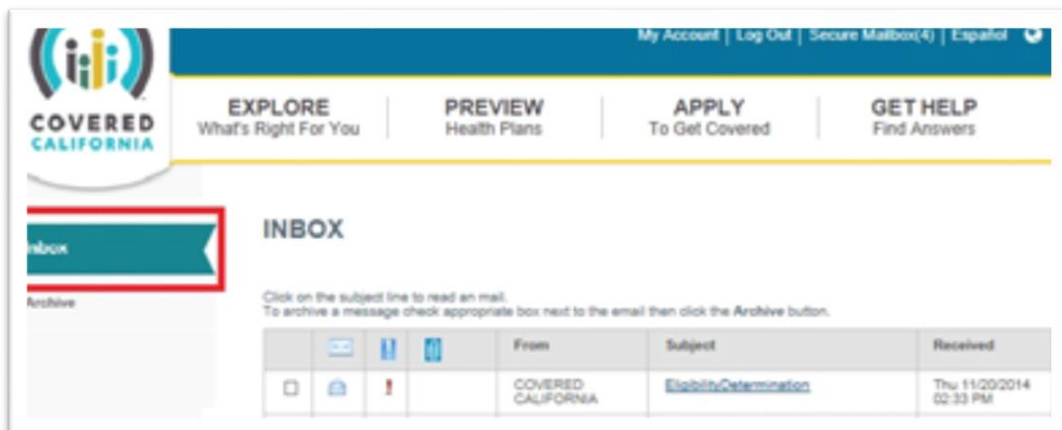 My Account | Log Out | Secure Mailbox(4) | Español
COVERED
CALIFORNIA
EXPLORE
What's Right For You
PREVIEW
Health Plans
APPLY
To Get Covered
GET HELP
Find Answers
Inbox
Archive
INBOX
Click on the subject line to read an mail.
To archive a message check appropriate box next to the email then click the Archive button.
From Subject Received
COVERED
CALIFORNIA
EligibilityDetermination
Thu 11/20/2014
02:33 PM